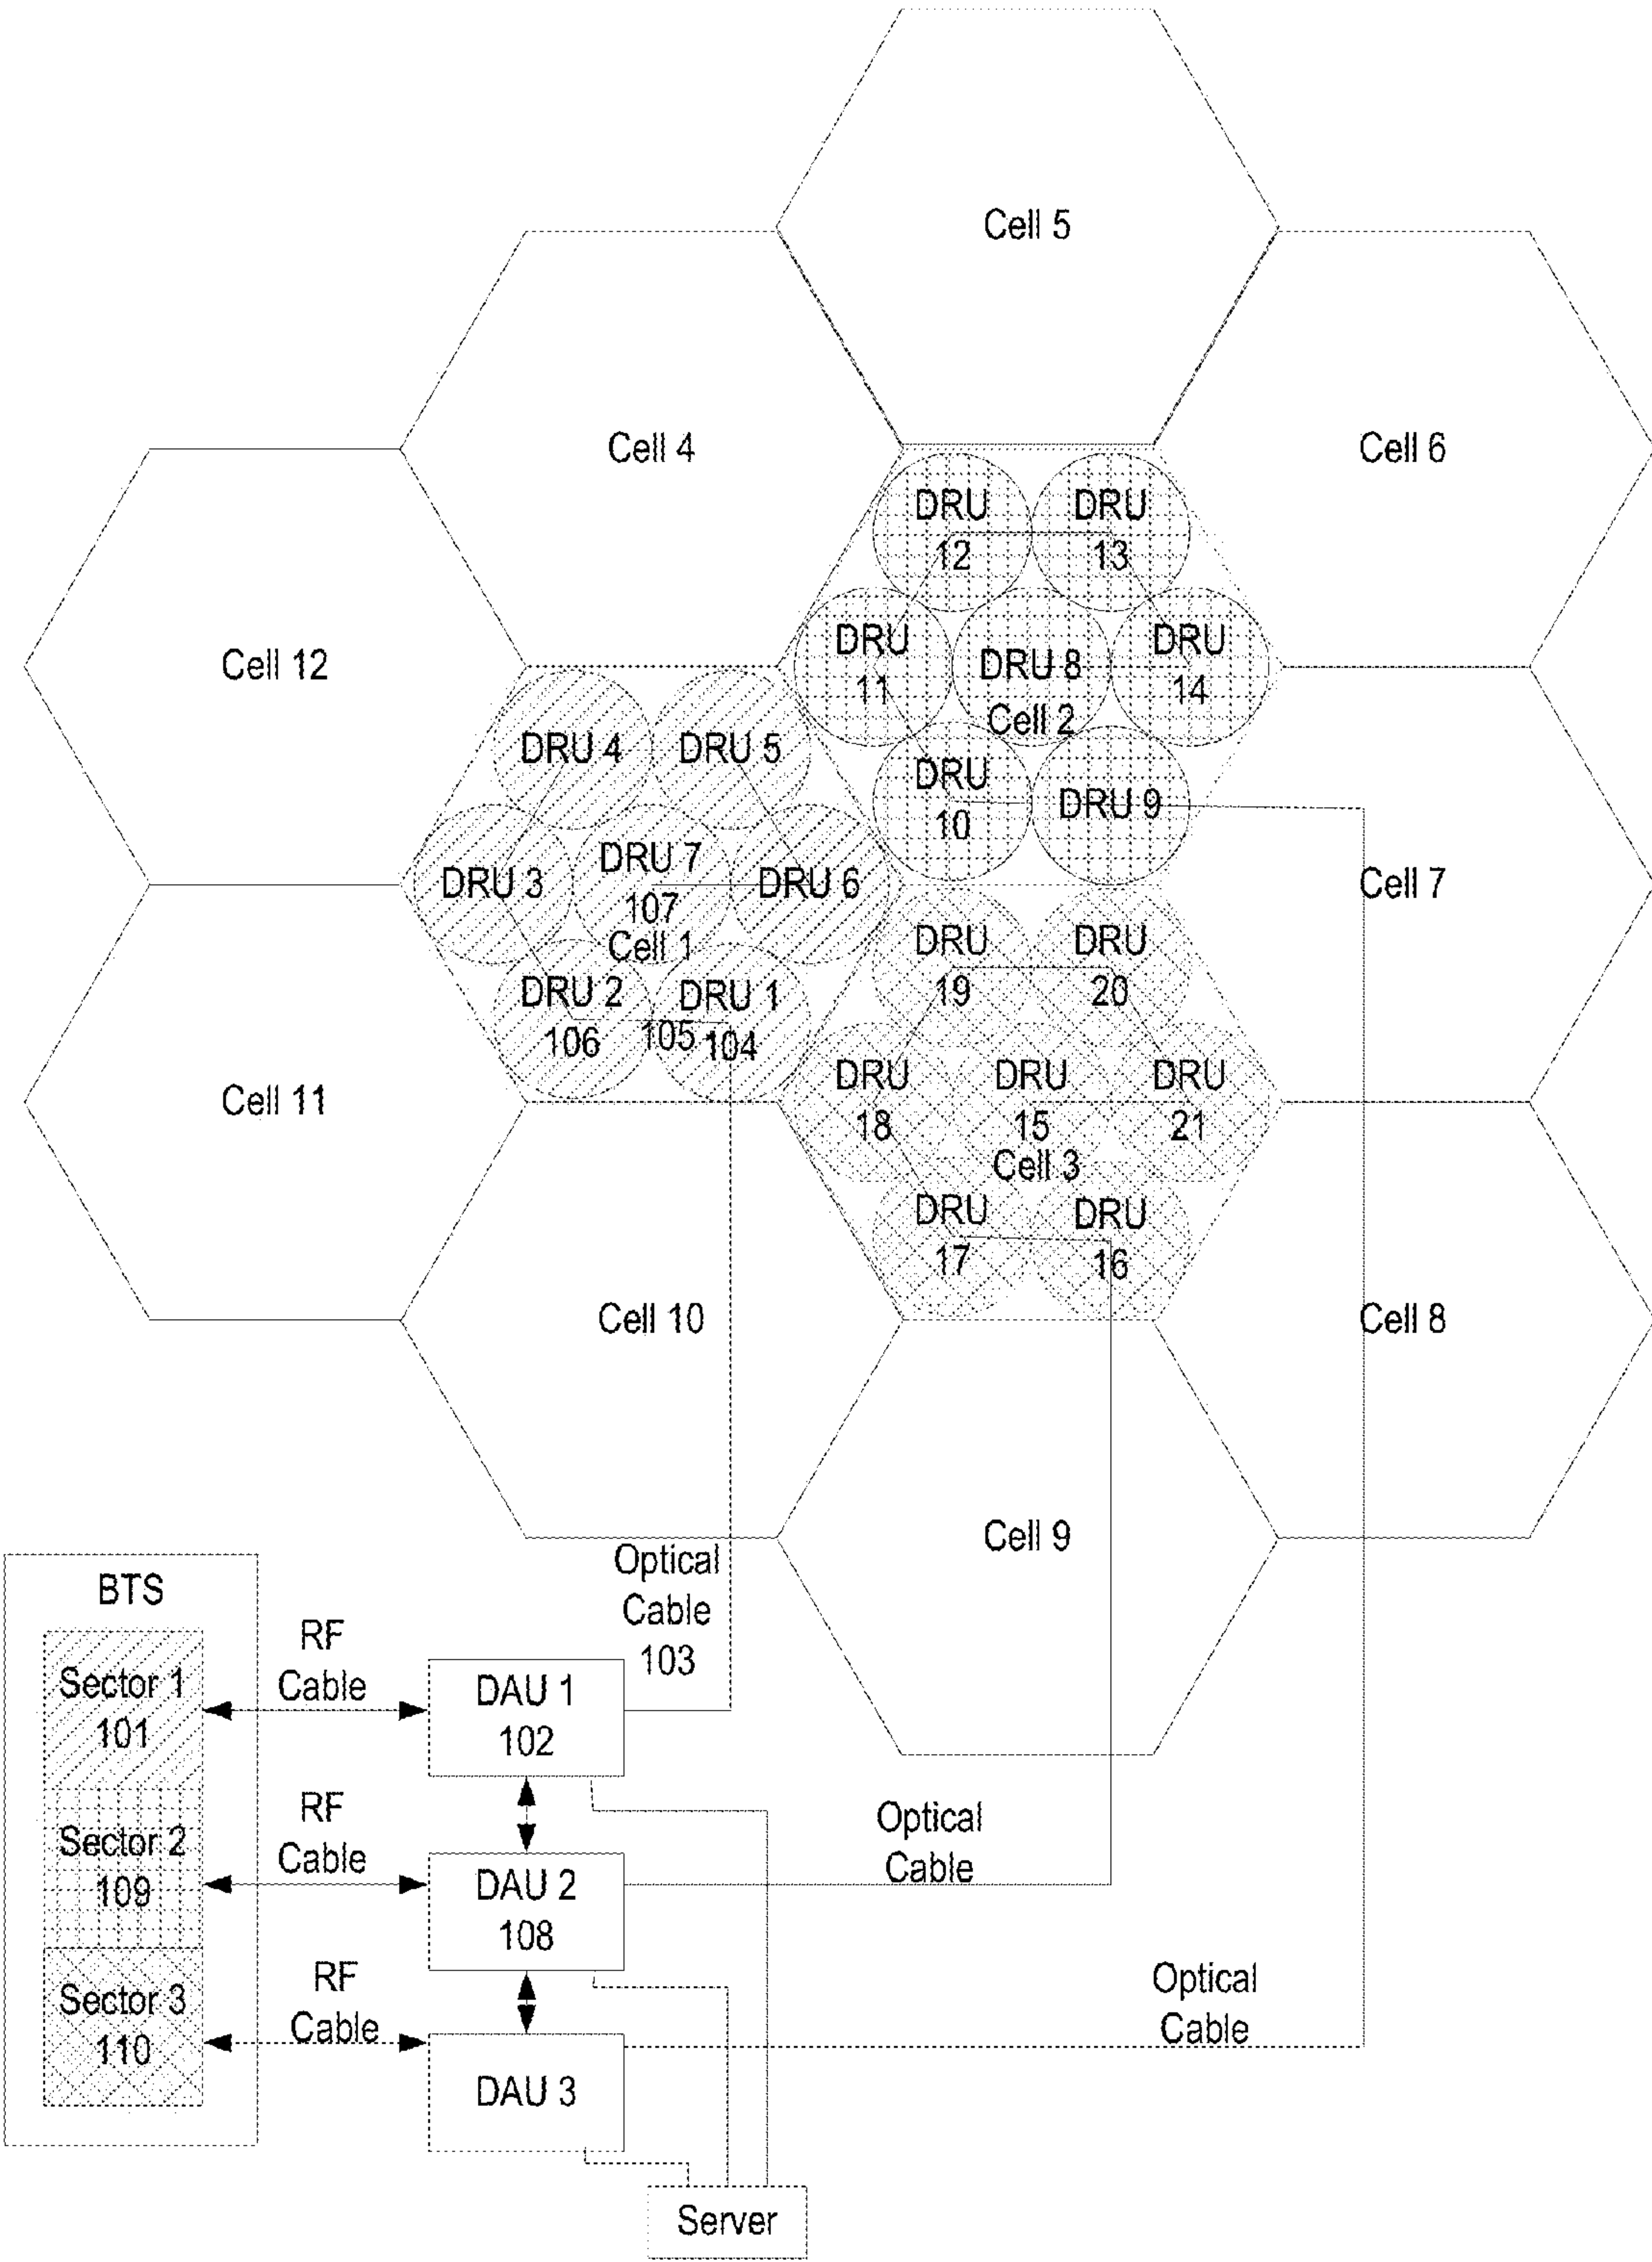 Cell 5
Cell 4
Cell 6
DRU
12
DRU
13
Cell 12
DRU
11
DRU 8
Cell 2
DRU
14
DRU 4
DRU 5
DRU
10
DRU 9
DRU 3
DRU 7
107
Cell 1
DRU 6
Cell 7
DRU
19
DRU
20
DRU 2
106
105
DRU 1
104
Cell 11
DRU
18
DRU
15
Cell 3
DRU
21
DRU
17
DRU
16
Cell 10
Cell 8
Cell 9
Optical
Cable
103
BTS
Sector 1
101
RF
Cable
DAU 1
102
Sector 2
109
RF
Cable
DAU 2
108
Optical
Cable
Sector 3
110
RF
Cable
DAU 3
Optical
Cable
Server